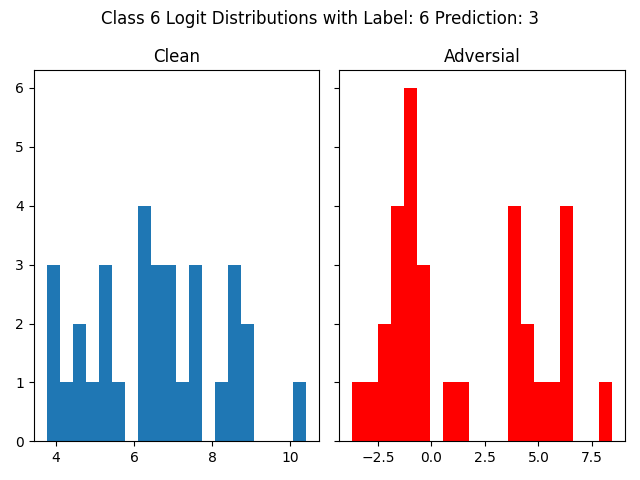 Class 6 Logit Distributions with Label: 6 Prediction: 3
Clean
Adversial
6
5
4
3
2
1
0
4 6 8 10
−2.5 0.0 2.5 5.0 7.5